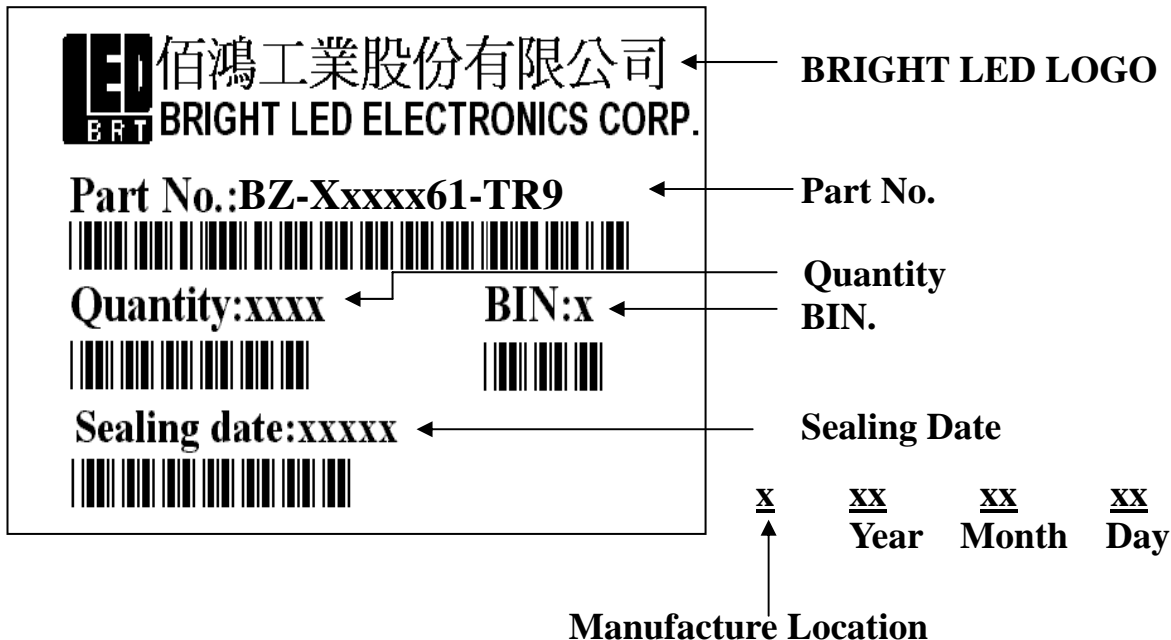 LED 佰鴻工業股份有限公司
BRT BRIGHT LED ELECTRONICS CORP.
BRIGHT LED LOGO
Part No.:BZ-Xxxxx61-TR9
Part No.
Quantity:xxxx
BIN:x
Quantity
BIN.
Sealing date:xxxxx
Sealing Date
x xx xx xx
Year Month Day
Manufacture Location